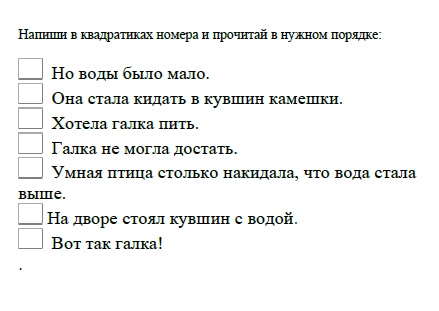 Напиши в квадратиках номера и прочитай в нужном порядке:
Но воды было мало.
Она стала кидать в кувшин камешки.
Хотела галка пить.
Галка не могла достать.
Умная птица столько накидала, что вода стала
выше.
На дворе стоял кувшин с водой.
Вот так галка!
.